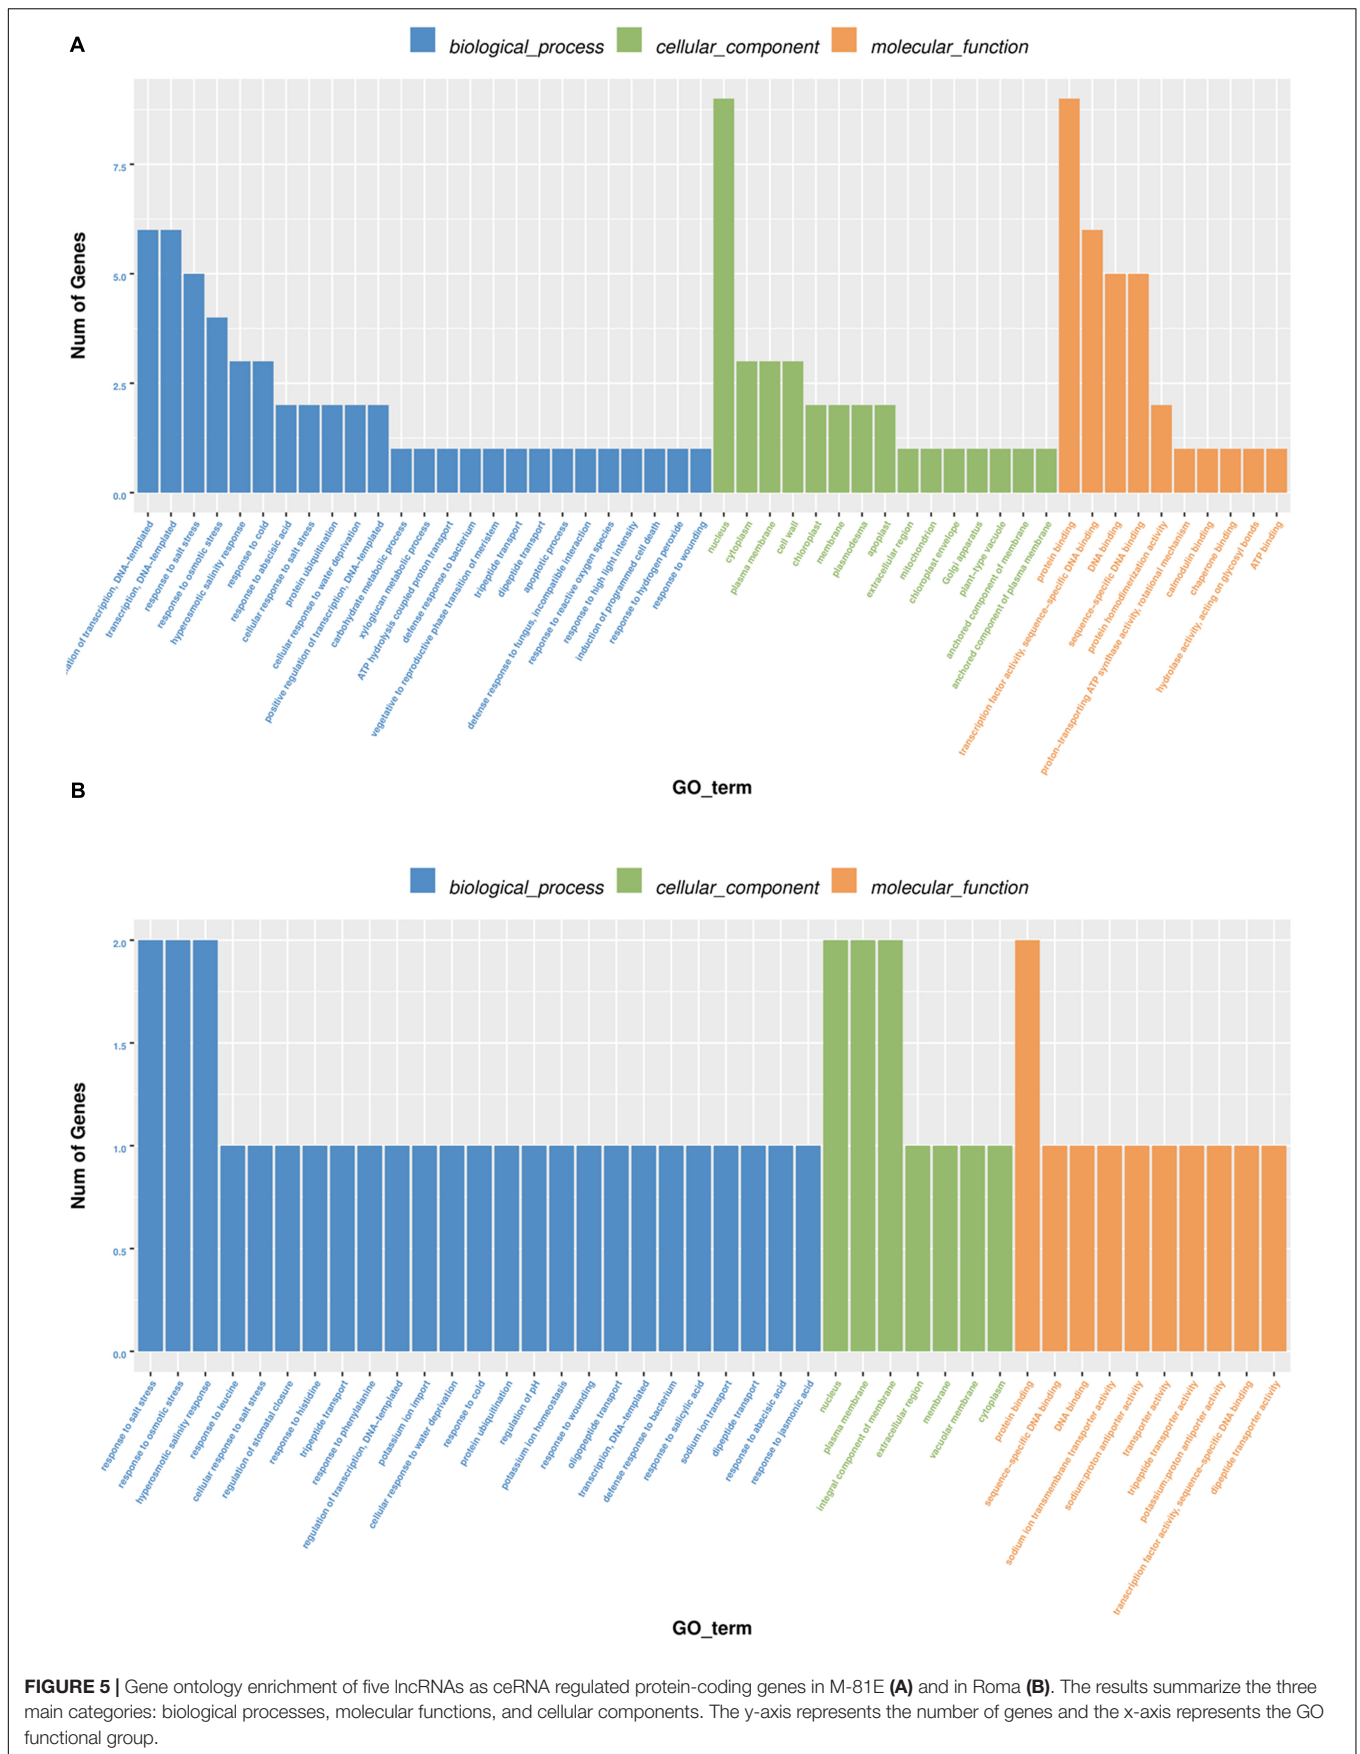 A
biological_process cellular_component molecular_function
Num of Genes
7.5
5.0
2.5
0.0
ation of transcription, DNA−templated
transcription, DNA−templated
response to salt stress
response to osmotic stress
hyperosmotic salinity response
response to cold
response to abscisic acid
cellular response to salt stress
protein ubiquitination
cellular response to water deprivation
positive regulation of transcription, DNA−templated
carbohydrate metabolic process
xyloglucan metabolic process
ATP hydrolysis coupled proton transport
defense response to bacterium
vegetative to reproductive phase transition of meristem
tripeptide transport
dipeptide transport
apoptotic process
defense response to fungus, incompatible interaction
response to reactive oxygen species
response to high light intensity
induction of programmed cell death
response to hydrogen peroxide
response to wounding
nucleus
cytoplasm
plasma membrane
cell wall
chloroplast
membrane
plasmodesma
apoplast
extracellular region
mitochondrion
chloroplast envelope
Golgi apparatus
plant−type vacuole
anchored component of membrane
anchored component of plasma membrane
protein binding
transcription factor activity, sequence−specific DNA binding
DNA binding
sequence−specific DNA binding
protein homodimerization activity
proton−transporting ATP synthase activity, rotational mechanism
calmodulin binding
chaperone binding
hydrolase activity, acting on glycosyl bonds
ATP binding
GO_term
B
biological_process cellular_component molecular_function
Num of Genes
2.0
1.5
1.0
0.5
0.0
response to salt stress
response to osmotic stress
hyperosmotic salinity response
response to leucine
cellular response to salt stress
regulation of stomatal closure
response to histidine
tripeptide transport
response to phenylalanine
regulation of transcription, DNA−templated
potassium ion import
cellular response to water deprivation
response to cold
protein ubiquitination
regulation of pH
potassium ion homeostasis
response to wounding
oligopeptide transport
transcription, DNA−templated
defense response to bacterium
response to salicylic acid
sodium ion transport
dipeptide transport
response to abscisic acid
response to jasmonic acid
nucleus
plasma membrane
integral component of membrane
extracellular region
membrane
vacuolar membrane
cytoplasm
protein binding
sequence−specific DNA binding
DNA binding
sodium ion transmembrane transporter activity
sodium:proton antiporter activity
transporter activity
tripeptide transporter activity
potassium:proton antiporter activity
transcription factor activity, sequence−specific DNA binding
dipeptide transporter activity
GO_term
FIGURE 5 | Gene ontology enrichment of five lncRNAs as ceRNA regulated protein-coding genes in M-81E (A) and in Roma (B). The results summarize the three
main categories: biological processes, molecular functions, and cellular components. The y-axis represents the number of genes and the x-axis represents the GO
functional group.